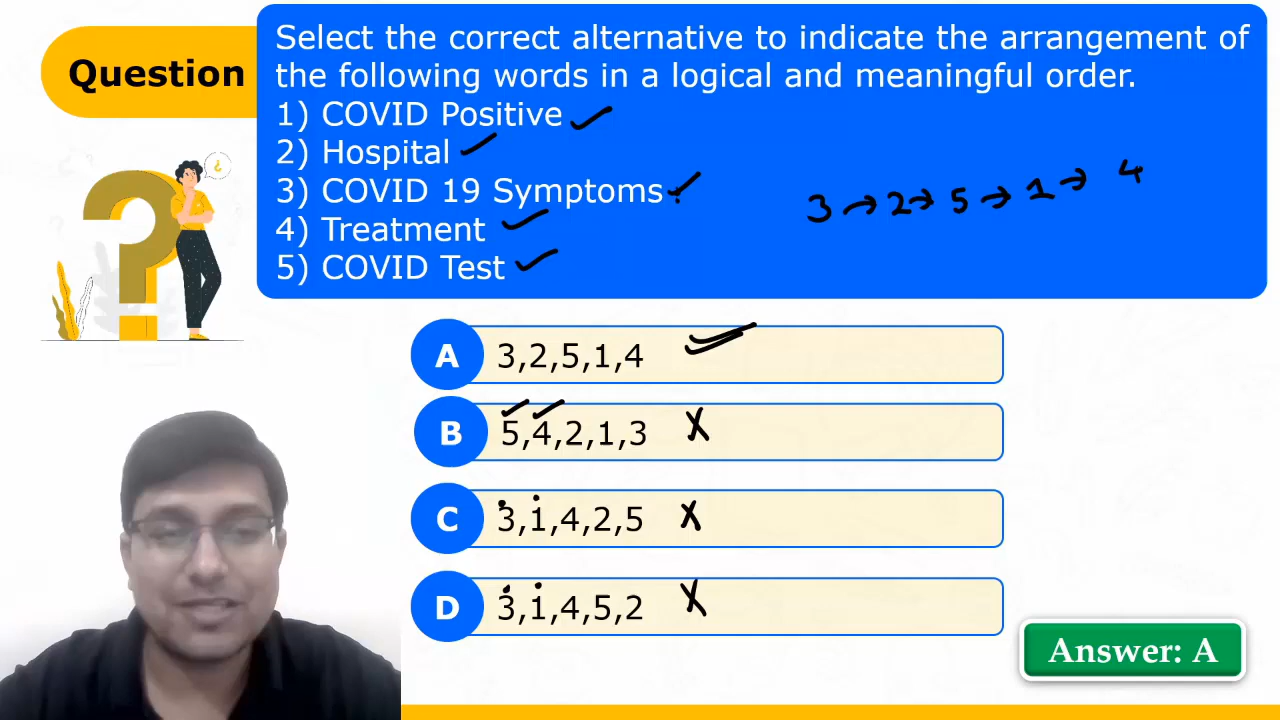 Question
Select the correct alternative to indicate the arrangement of
the following words in a logical and meaningful order.
1) COVID Positive
2) Hospital
3) COVID 19 Symptoms
4) Treatment
5) COVID Test
3 → 2 → 5 → 1 → 4
¿
A 3,2,5,1,4
B 5,4,2,1,3
C 3,1,4,2,5
D 3,1,4,5,2
Answer: A